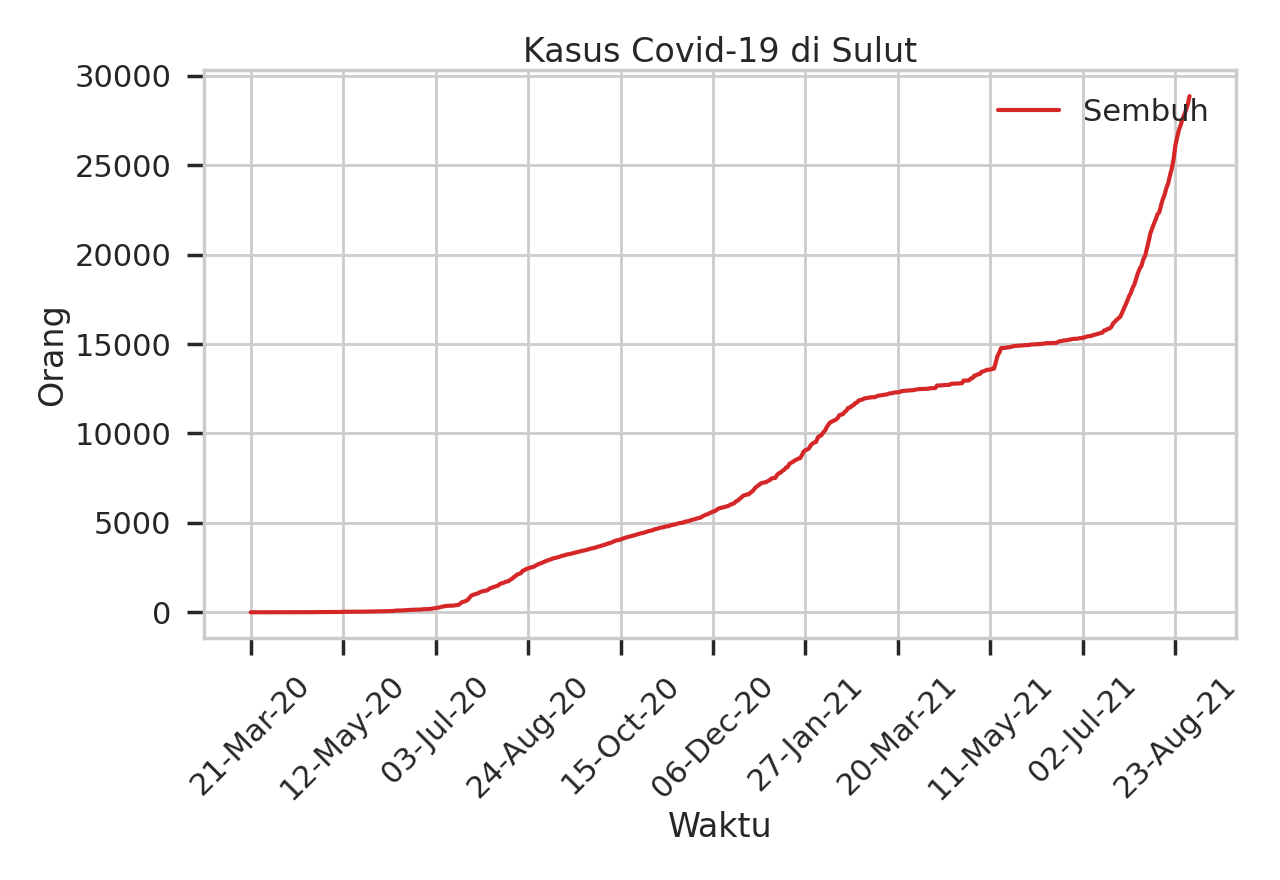 Kasus Covid-19 di Sulut
30000
25000
20000
15000
10000
5000
0
Orang
Sembuh
21-Mar-20
12-May-20
03-Jul-20
24-Aug-20
15-Oct-20
06-Dec-20
27-Jan-21
20-Mar-21
11-May-21
02-Jul-21
23-Aug-21
Waktu